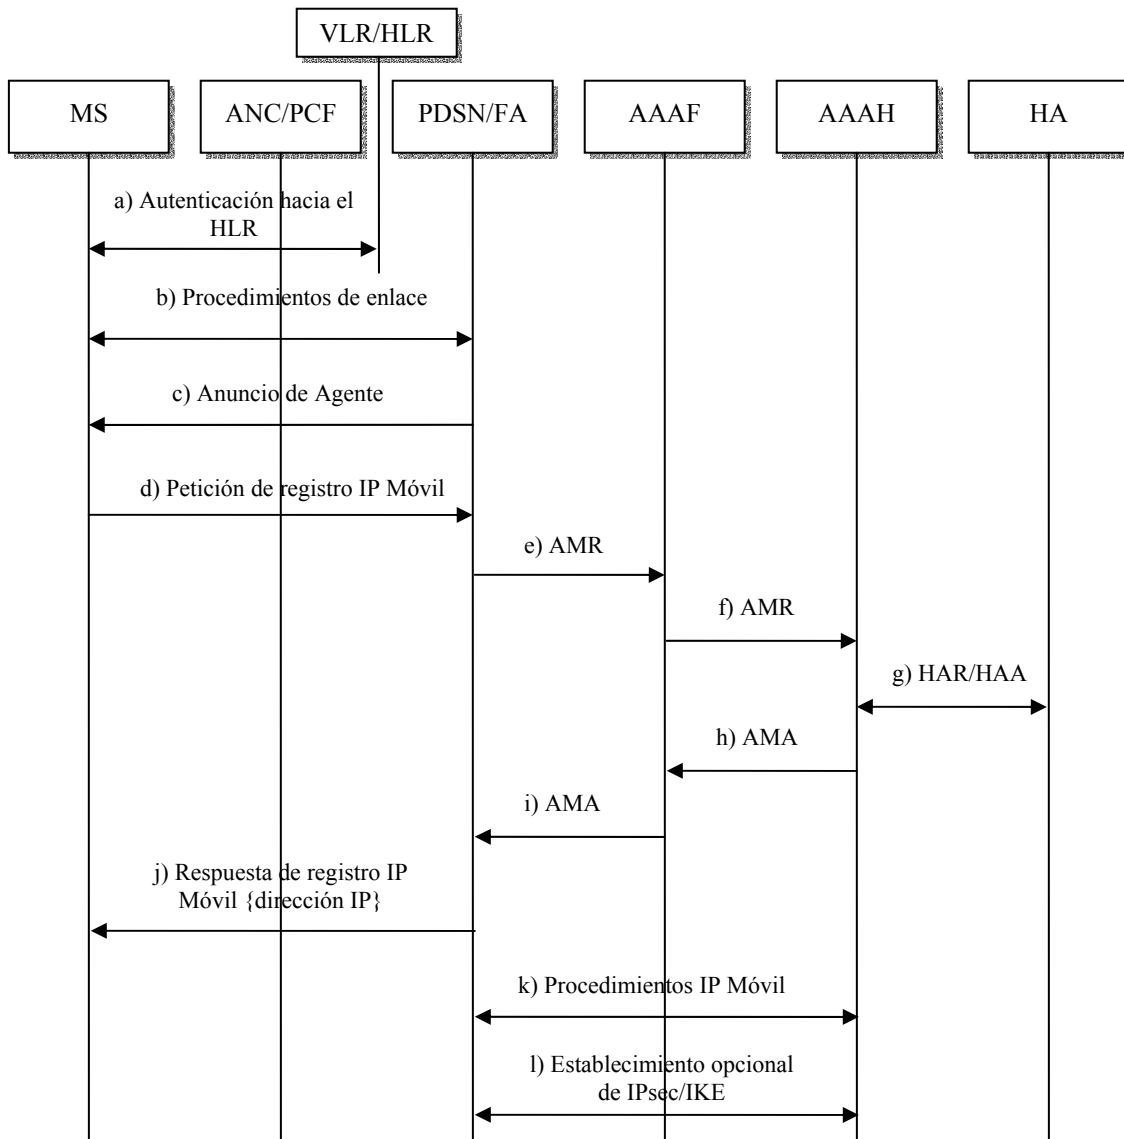 VLR/HLR
MS
ANC/PCF
PDSN/FA
AAAF
AAAH
HA
a) Autenticación hacia el
HLR
b) Procedimientos de enlace
c) Anuncio de Agente
d) Petición de registro IP Móvil
e) AMR
f) AMR
g) HAR/HAA
h) AMA
i) AMA
j) Respuesta de registro IP
Móvil {dirección IP}
k) Procedimientos IP Móvil
l) Establecimiento opcional
de IPsec/IKE